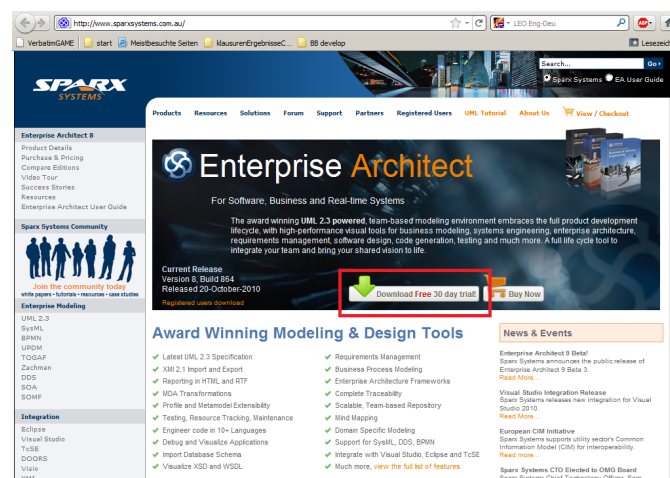 http://www.sparxsystems.com.au/
LEO Eng-Deu
VerbatimGAME start Meistbesuchte Seiten klausurenErgebnisseC... BB develop Lesezeich
Search... Go
SPARX
SYSTEMS
Sparx Systems EA User Guide
Products Resources Solutions Forum Support Partners Registered Users UML Tutorial About Us View / Checkout
Enterprise Architect 8
Product Details
Purchase & Pricing
Compare Editions
Video Tour
Success Stories
Resources
Enterprise Architect User Guide
Sparx Systems Community
Join the community today
white papers - tutorials - resources - case studies
Enterprise Modeling
UML 2.3
SysML
BPMN
UPDM
TOGAF
Zachman
DDS
SOA
SOMF
Integration
Eclipse
Visual Studio
TcSE
DOORS
Visio
Enterprise Architect
For Software, Business and Real-time Systems
The award winning UML 2.3 powered, team-based modeling environment embraces the full product development
lifecycle, with high-performance visual tools for business modeling, systems engineering, enterprise architecture,
requirements management, software design, code generation, testing and much more. A full life cycle tool to
integrate your team and bring your shared vision to life.
Current Release
Version 8, Build 864
Released 20-October-2010
Registered users download
Download Free 30 day trial!
Buy Now
Award Winning Modeling & Design Tools
Latest UML 2.3 Specification
XMI 2.1 Import and Export
Reporting in HTML and RTF
MDA Transformations
Profile and Metamodel Extensibility
Testing, Resource Tracking, Maintenance
Engineer code in 10+ Languages
Debug and Visualize Applications
Import Database Schema
Visualize XSD and WSDL
Requirements Management
Business Process Modeling
Enterprise Architecture Frameworks
Complete Traceability
Scalable, Team-based Repository
Mind Mapping
Domain Specific Modeling
Support for SysML, DDS, BPMN
Integrate with Visual Studio, Eclipse and TcSE
Much more, view the full list of features
News & Events
Enterprise Architect 9 Beta!
Sparx Systems announces the public release of
Enterprise Architect 9 Beta 3.
Read More...
Visual Studio Integration Release
Sparx Systems releases new integration for Visual
Studio 2010.
Read More...
European CIM Initiative
Sparx Systems supports utility sector's Common
Information Model (CIM) for interoperability.
Read more...
Sparx Systems CTO Elected to OMG Board